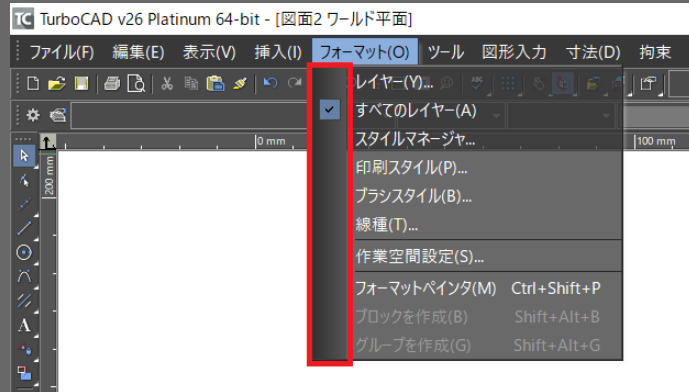 TurboCAD v26 Platinum 64-bit - [図面2 ワールド平面]
ファイル(F) 編集(E) 表示(V) 挿入(I) フォーマット(O) ツール 図形入力 寸法(D) 拘束
レイヤー(Y)...
すべてのレイヤー(A)
スタイルマネージャ...
0 mm 100 mm
200 mm
印刷スタイル(P)...
ブラシスタイル(B)...
線種(T)...
作業空間設定(S)...
フォーマットペインタ(M) Ctrl+Shift+P
ブロックを作成(B) Shift+Alt+B
グループを作成(G) Shift+Alt+G